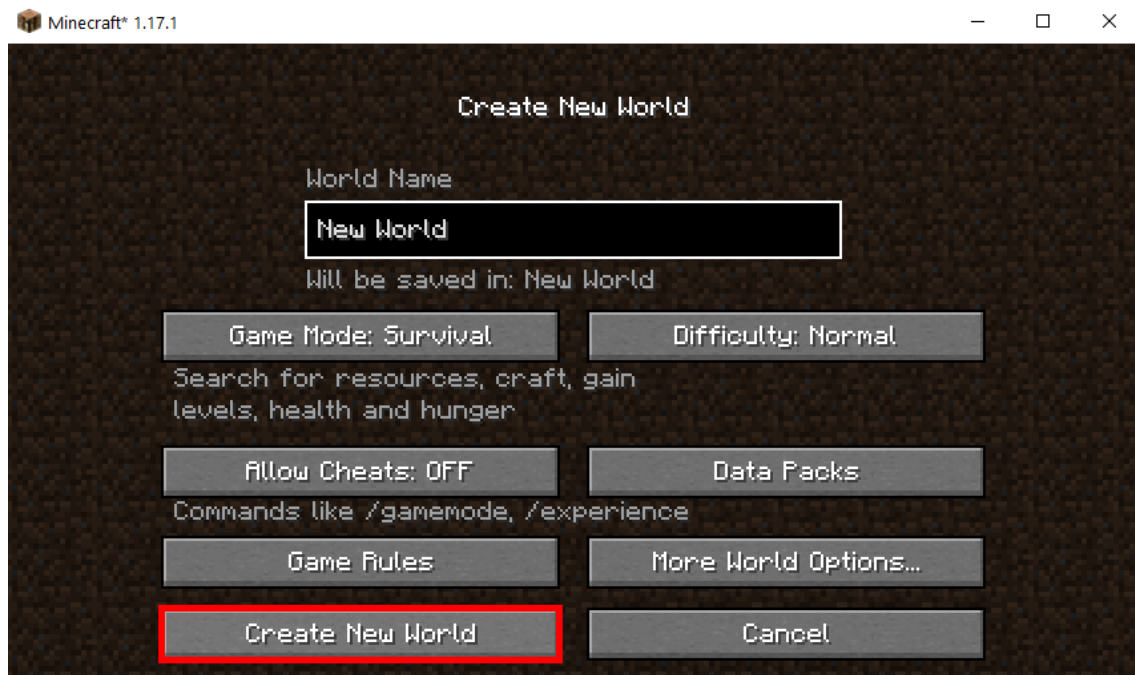 Minecraft* 1.17.1
Create New World
World Name
New World
Will be saved in: New World
Game Mode: Survival
Difficulty: Normal
Search for resources, craft, gain
levels, health and hunger
Allow Cheats: OFF
Data Packs
Commands like /gamemode, /experience
Game Rules
More World Options...
Create New World
Cancel